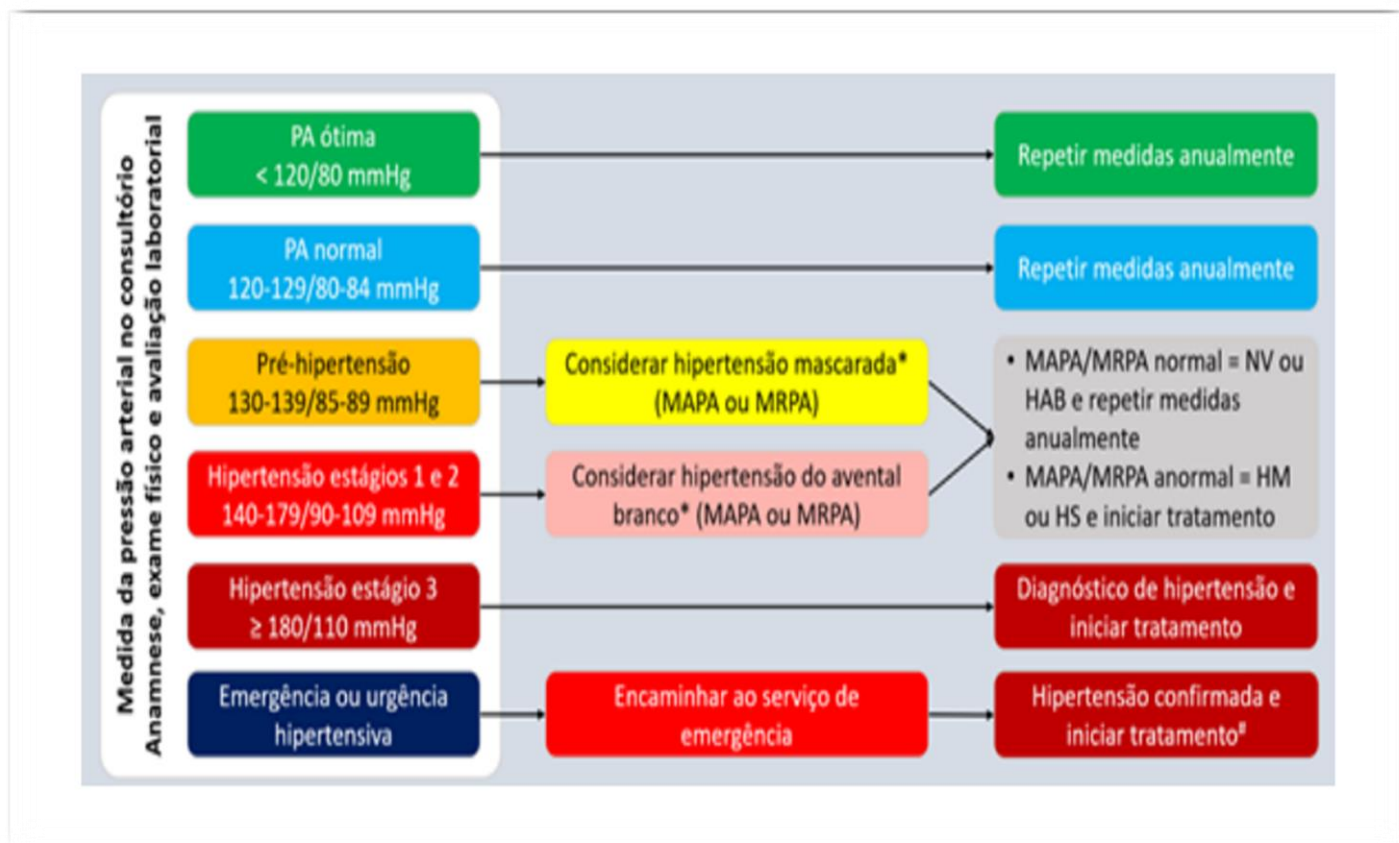 Medida da pressão arterial no consultório
Anamnese, exame físico e avaliação laboratorial
PA ótima
< 120/80 mmHg
Repetir medidas anualmente
PA normal
120-129/80-84 mmHg
Repetir medidas anualmente
Pré-hipertensão
130-139/85-89 mmHg
Considerar hipertensão mascarada*
(MAPA ou MRPA)
Hipertensão estágios 1 e 2
140-179/90-109 mmHg
Considerar hipertensão do avental
branco* (MAPA ou MRPA)
• MAPA/MRPA normal = NV ou
HAB e repetir medidas
anualmente
• MAPA/MRPA anormal = HM
ou HS e iniciar tratamento
Hipertensão estágio 3
≥ 180/110 mmHg
Diagnóstico de hipertensão e
iniciar tratamento
Emergência ou urgência
hipertensiva
Encaminhar ao serviço de
emergência
Hipertensão confirmada e
iniciar tratamento#